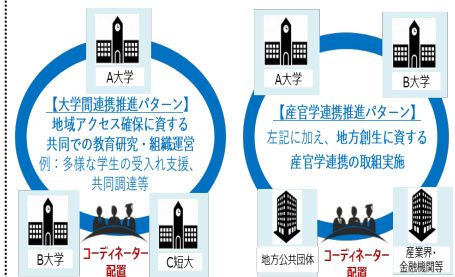 A大学
【大学間連携推進パターン】
地域アクセス確保に資する
共同での教育研究・組織運営
例：多様な学生の受入れ支援、
共同調達等
B大学
コーディネーター
配置
C短大
A大学
B大学
【産官学連携推進パターン】
左記に加え、地方創生に資する
産官学連携の取組実施
地方公共団体
コーディネーター
配置
産業界・
金融機関等